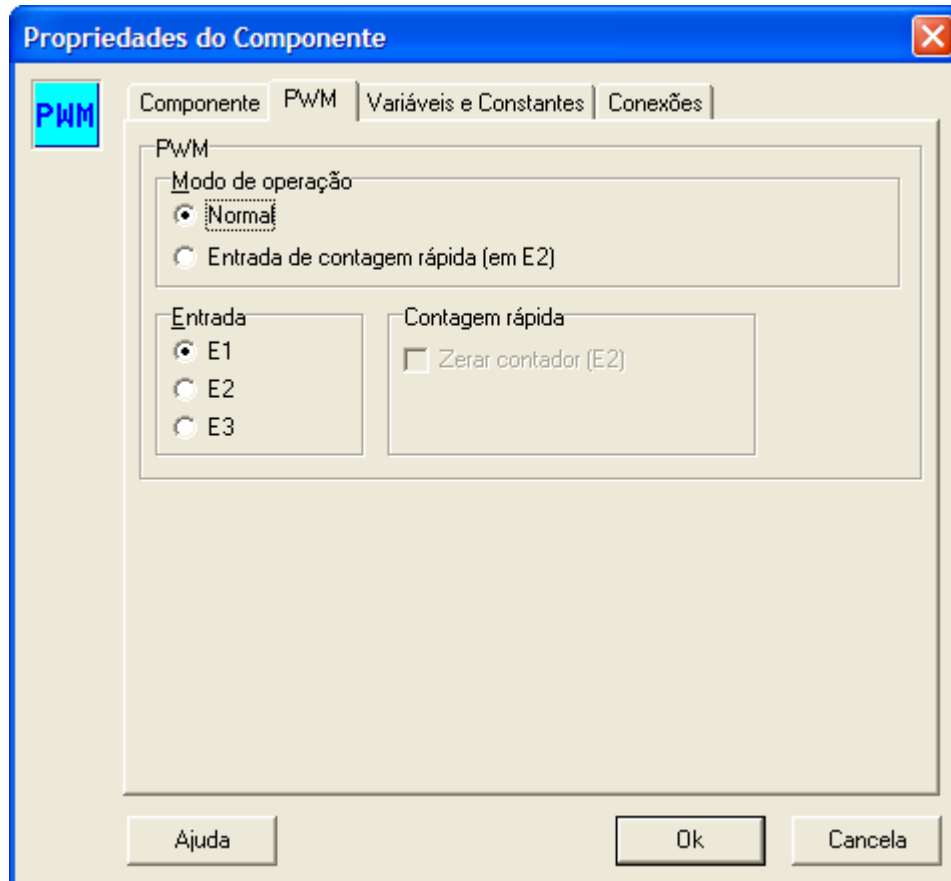 Propriedades do Componente
PWM
Componente PWM Variáveis e Constantes Conexões
PWM
Modo de operação
Normal
Entrada de contagem rápida (em E2)
Entrada Contagem rápida
E1 Zerar contador (E2)
E2
E3
Ajuda Ok Cancela